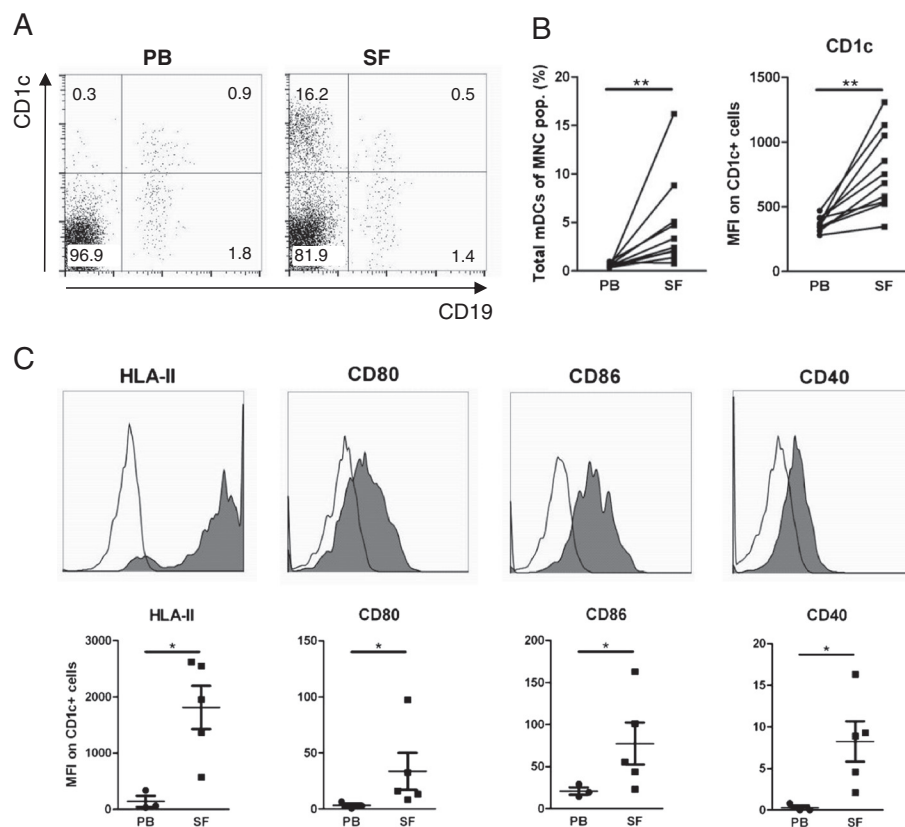 A
PB
SF
CD1c
0.3
0.9
96.9
1.8
16.2
0.5
81.9
1.4
CD19
B
Total mDCs of MNC pop. (%)
20
15
10
5
0
**
PB
SF
CD1c
MFI on CD1c+ cells
1500
1000
500
0
**
PB
SF
C
HLA-II
CD80
CD86
CD40
HLA-II
MFI on CD1c+ cells
3000
2000
1000
0
*
PB
SF
CD80
150
100
50
0
*
PB
SF
CD86
200
150
100
50
0
*
PB
SF
CD40
20
15
10
5
0
*
PB
SF